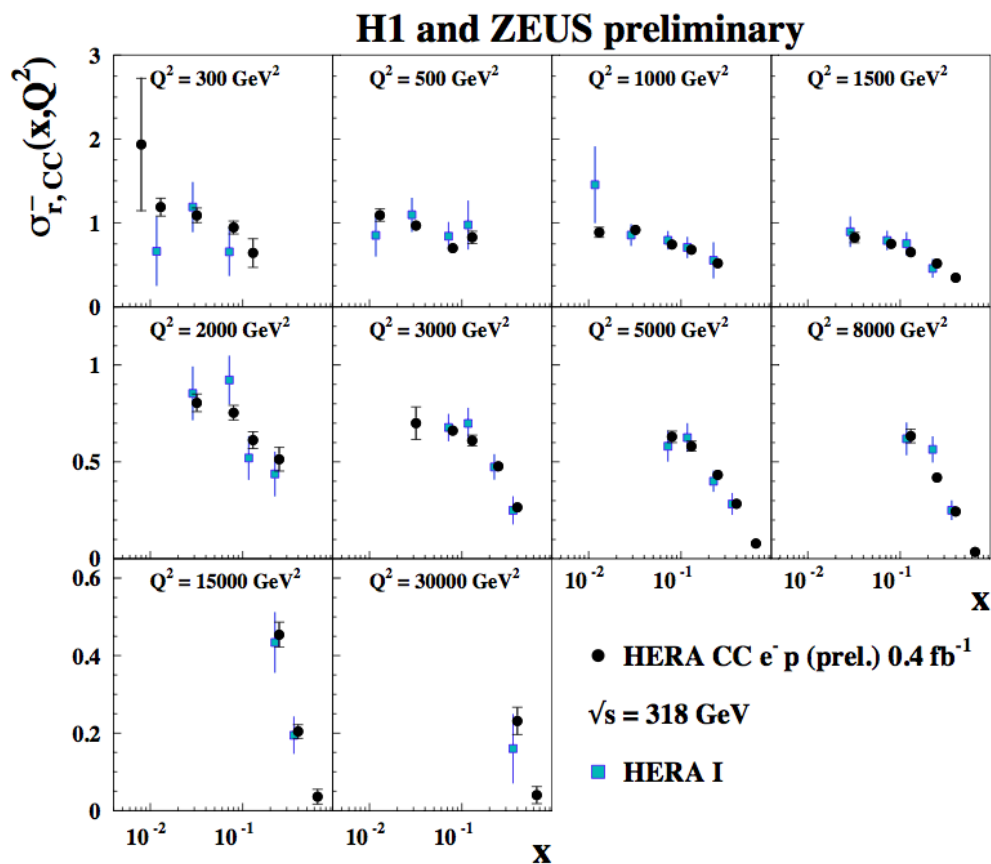 H1 and ZEUS preliminary
σ⁻r, CC(x,Q²)
Q² = 300 GeV²
Q² = 500 GeV²
Q² = 1000 GeV²
Q² = 1500 GeV²
3
2
1
0
Q² = 2000 GeV²
Q² = 3000 GeV²
Q² = 5000 GeV²
Q² = 8000 GeV²
1
0.5
0
Q² = 15000 GeV²
Q² = 30000 GeV²
10⁻² 10⁻¹
10⁻² 10⁻¹
x
0.6
0.4
0.2
0
HERA CC e⁻ p (prel.) 0.4 fb⁻¹
√s = 318 GeV
HERA I
10⁻² 10⁻¹
10⁻² 10⁻¹
x